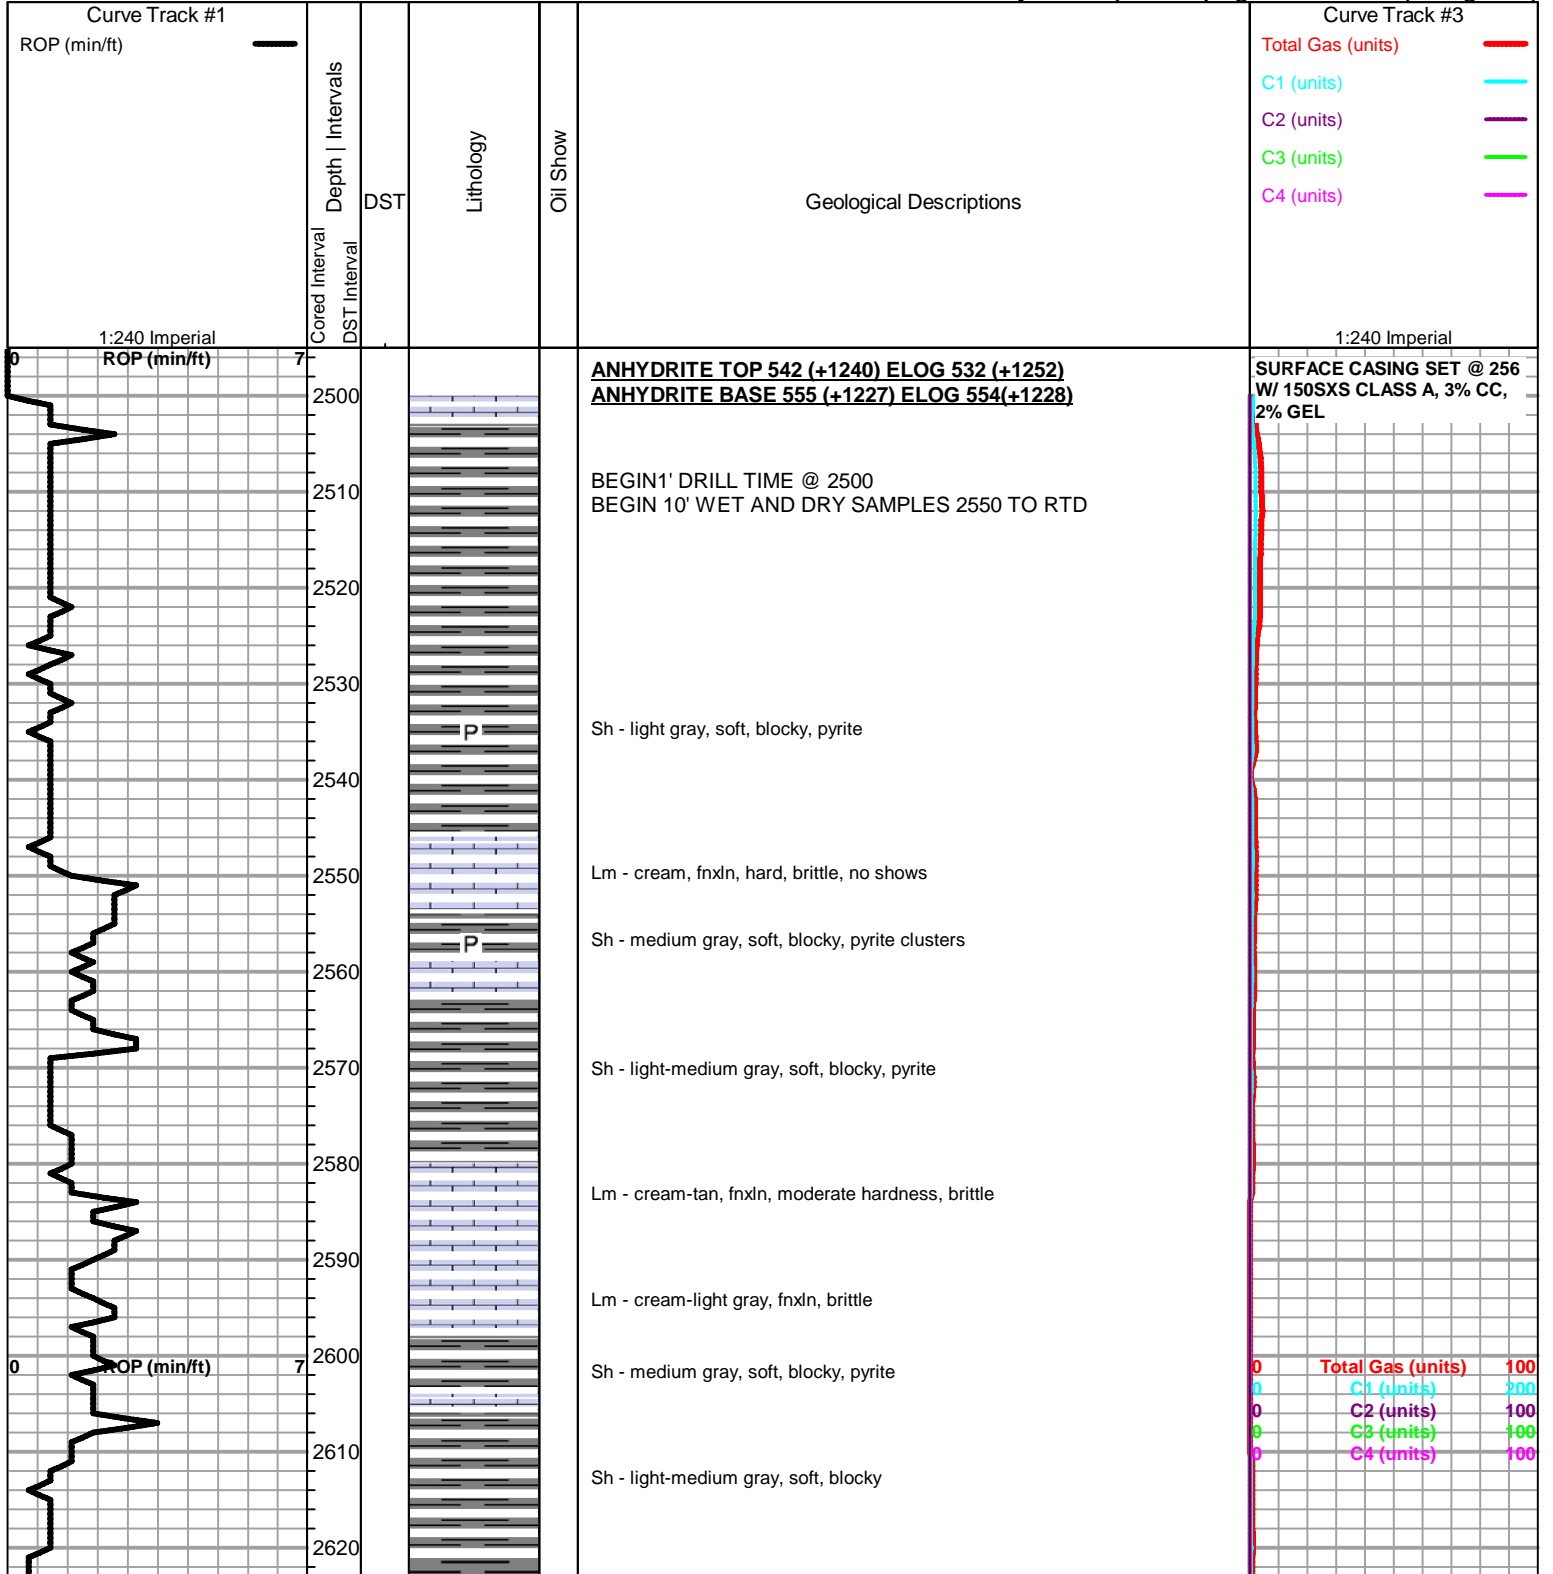 Curve Track #1
ROP (min/ft)
1:240 Imperial
Depth | Intervals
Cored Interval
DST Interval
DST
Lithology
Oil Show
Geological Descriptions
Curve Track #3
Total Gas (units)
C1 (units)
C2 (units)
C3 (units)
C4 (units)
1:240 Imperial
0 ROP (min/ft) 7
ANHYDRITE TOP 542 (+1240) ELOG 532 (+1252)
ANHYDRITE BASE 555 (+1227) ELOG 554(+1228)
SURFACE CASING SET @ 256
W/ 150SXS CLASS A, 3% CC,
2% GEL
2500
BEGIN1' DRILL TIME @ 2500
2510
BEGIN 10' WET AND DRY SAMPLES 2550 TO RTD
2520
2530
P
Sh - light gray, soft, blocky, pyrite
2540
2550
Lm - cream, fnxln, hard, brittle, no shows
P
Sh - medium gray, soft, blocky, pyrite clusters
2560
2570
Sh - light-medium gray, soft, blocky, pyrite
2580
Lm - cream-tan, fnxln, moderate hardness, brittle
2590
Lm - cream-light gray, fnxln, brittle
2600
0 ROP (min/ft) 7
Sh - medium gray, soft, blocky, pyrite
0 Total Gas (units) 100
0 C1 (units) 200
0 C2 (units) 100
0 C3 (units) 100
0 C4 (units) 100
2610
Sh - light-medium gray, soft, blocky
2620